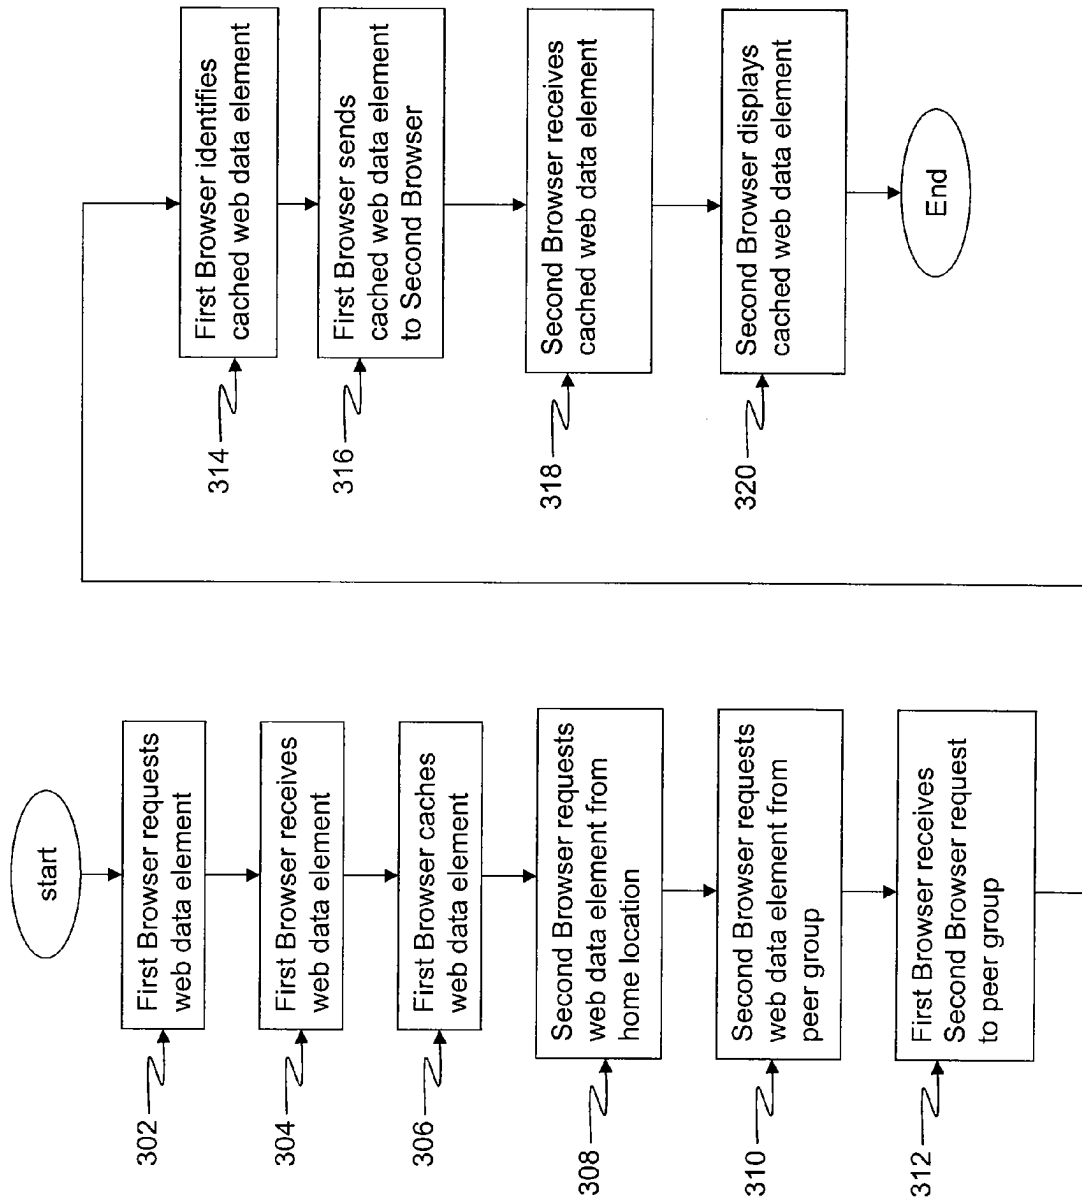 start
302
First Browser requests
web data element
304
First Browser receives
web data element
306
First Browser caches
web data element
308
Second Browser requests
web data element from
home location
310
Second Browser requests
web data element from
peer group
312
First Browser receives
Second Browser request
to peer group
314
First Browser identifies
cached web data element
316
First Browser sends
cached web data element
to Second Browser
318
Second Browser receives
cached web data element
320
Second Browser displays
cached web data element
End